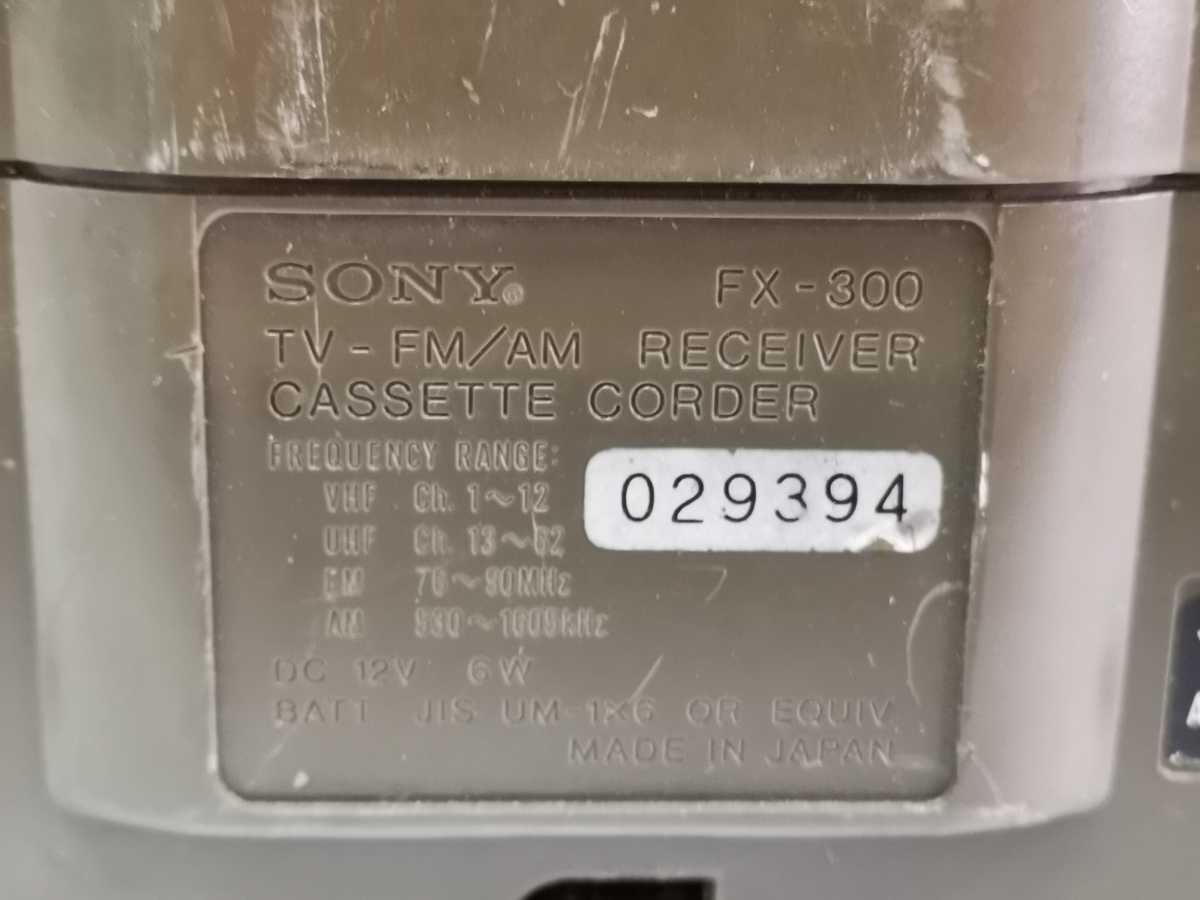 SONY® FX-300
TV-FM/AM RECEIVER
CASSETTE CORDER
FREQUENCY RANGE:
029394
VHF Ch. 1~12
UHF Ch. 13~62
FM 76~90MHz
AM 530~1605kHz
DC 12V 6W
BATT JIS UM-1×6 OR EQUIV
MADE IN JAPAN